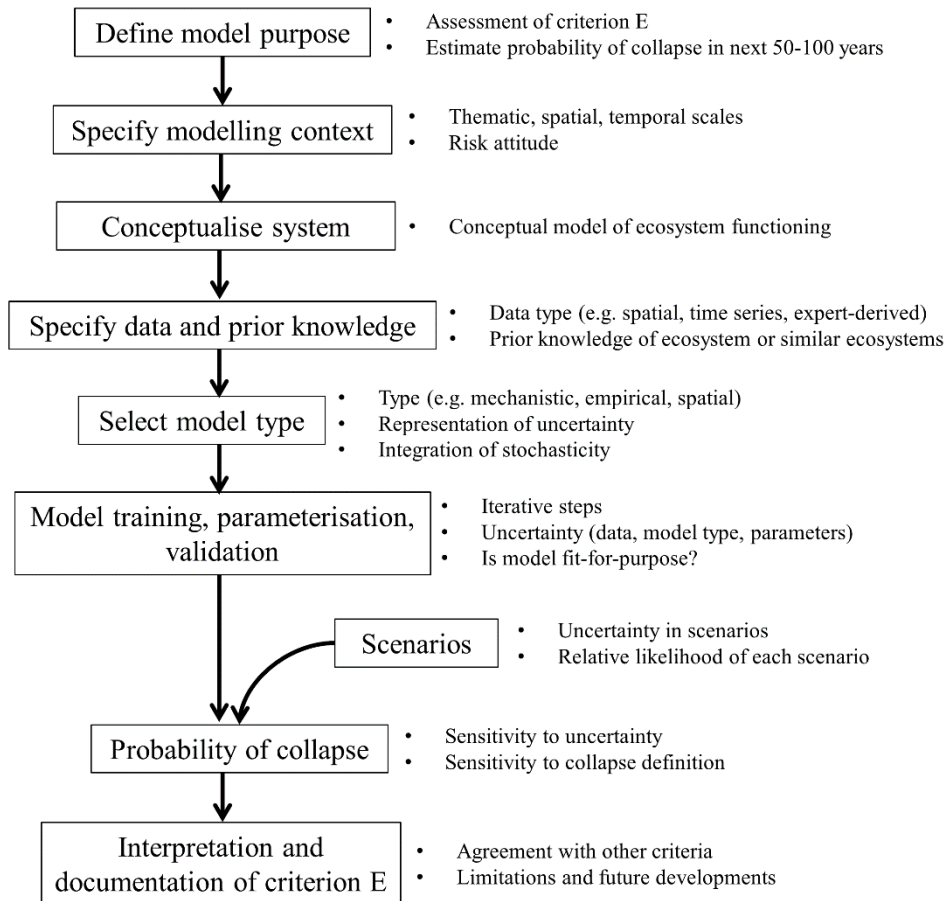 Define model purpose
• Assessment of criterion E
• Estimate probability of collapse in next 50-100 years
Specify modelling context
• Thematic, spatial, temporal scales
• Risk attitude
Conceptualise system
• Conceptual model of ecosystem functioning
Specify data and prior knowledge
• Data type (e.g. spatial, time series, expert-derived)
• Prior knowledge of ecosystem or similar ecosystems
Select model type
• Type (e.g. mechanistic, empirical, spatial)
• Representation of uncertainty
• Integration of stochasticity
Model training, parameterisation,
validation
• Iterative steps
• Uncertainty (data, model type, parameters)
• Is model fit-for-purpose?
Scenarios
• Uncertainty in scenarios
• Relative likelihood of each scenario
Probability of collapse
• Sensitivity to uncertainty
• Sensitivity to collapse definition
Interpretation and
documentation of criterion E
• Agreement with other criteria
• Limitations and future developments